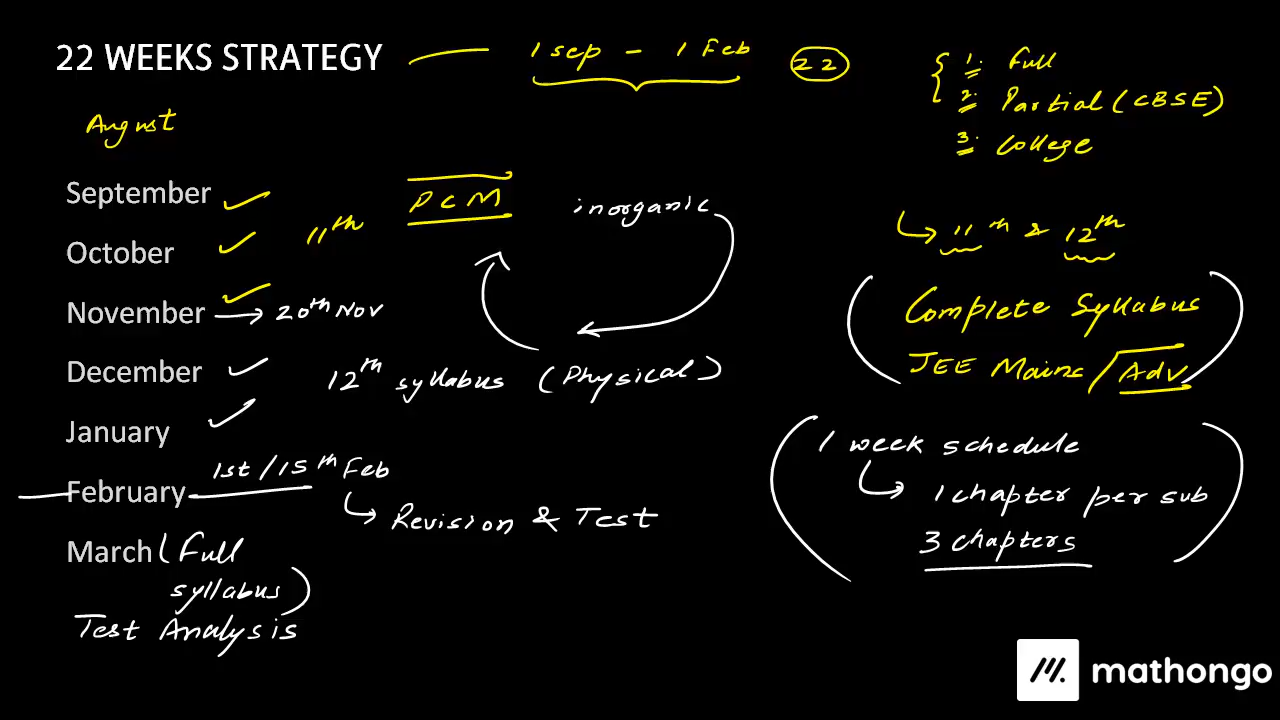 22 WEEKS STRATEGY — 1 sep - 1 Feb 22
August
September
October
11th
PCM
inorganic
November → 20th Nov
December
12th syllabus (Physical)
January
February 1st/15th Feb
↳ Revision & Test
March (Full
syllabus)
Test Analysis
1. Full
2. Partial (CBSE)
3. College
↳ 11th & 12th
(Complete Syllabus
JEE Mains/Adv)
(1 week schedule
↳ 1 chapter per sub
3 chapters)
mathongo